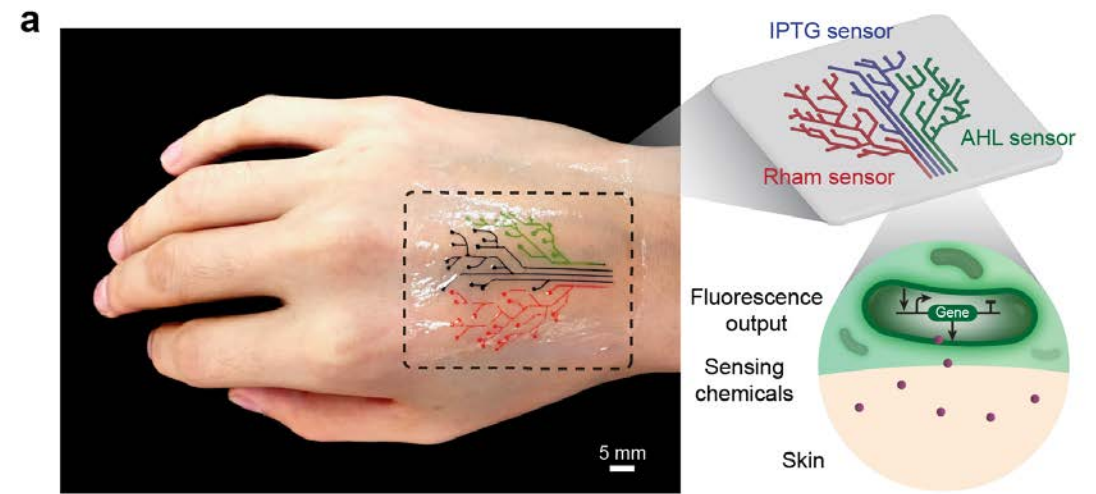 a
IPTG sensor
AHL sensor
Rham sensor
Fluorescence
output
Gene
Sensing
chemicals
Skin
5 mm